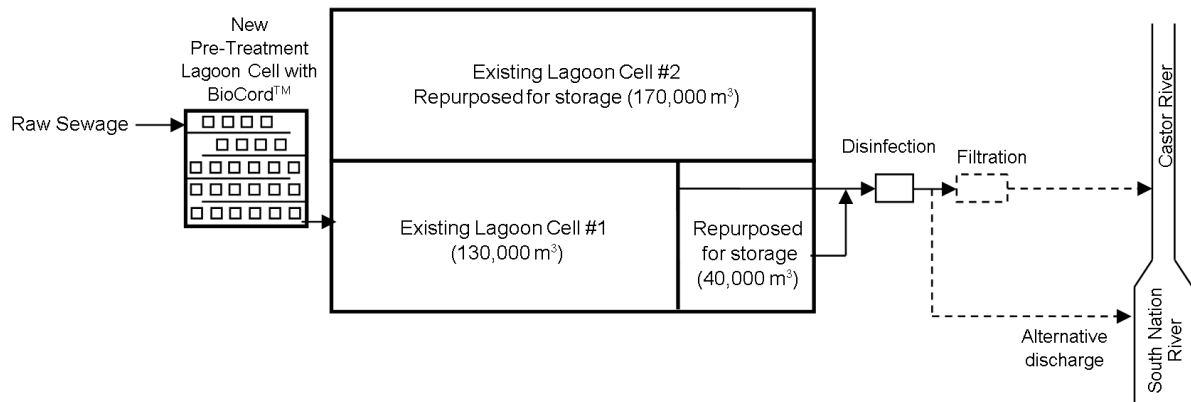 New
Pre-Treatment
Lagoon Cell with
BioCord™
Raw Sewage
Existing Lagoon Cell #2
Repurposed for storage (170,000 m³)
Existing Lagoon Cell #1
(130,000 m³)
Repurposed
for storage
(40,000 m³)
Disinfection
Filtration
Castor River
Alternative
discharge
South Nation
River